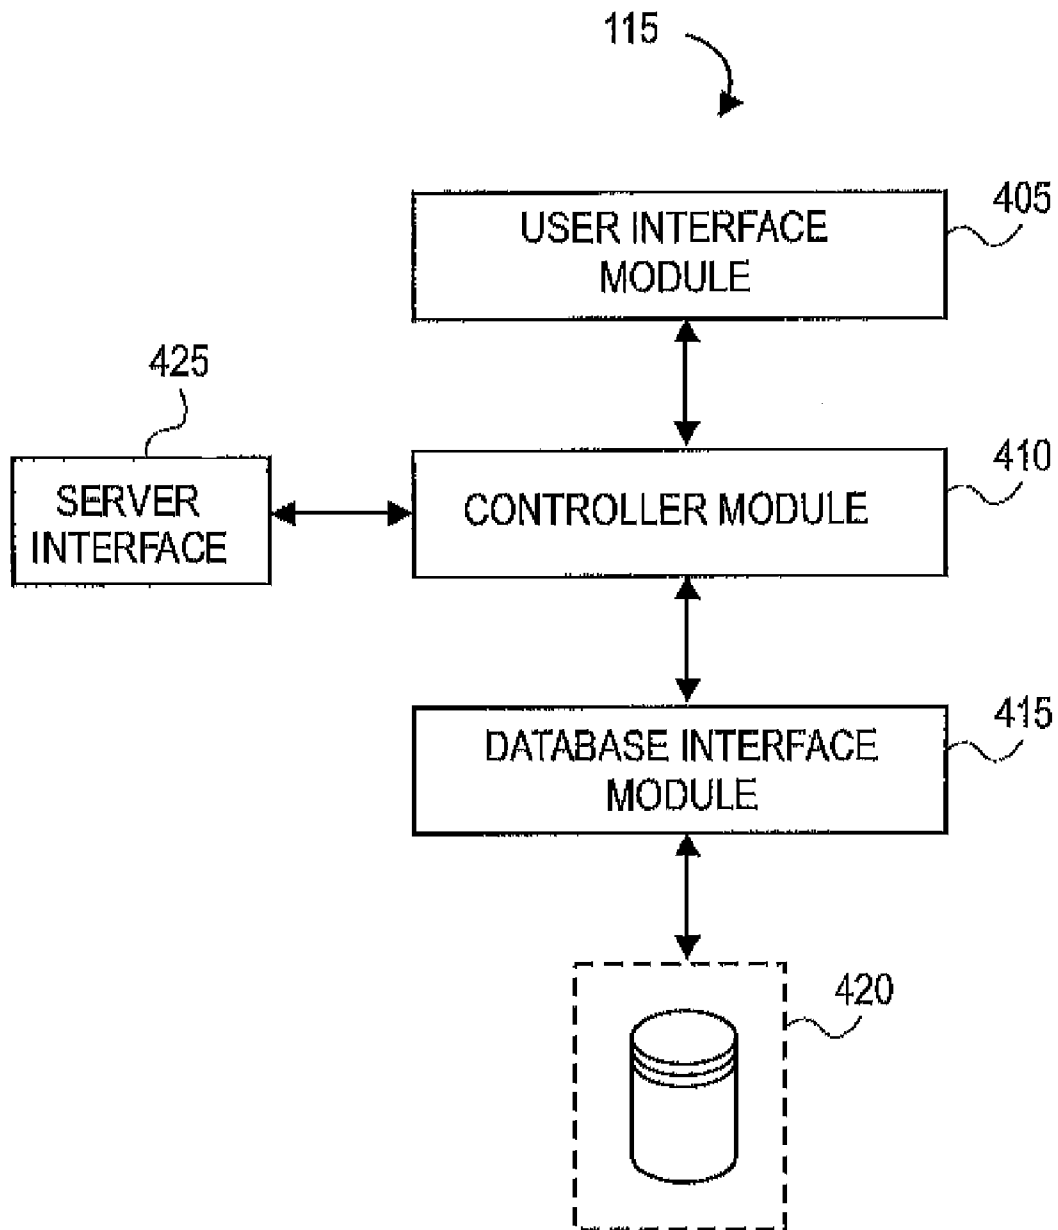 115
405
USER INTERFACE
MODULE
425
410
SERVER
INTERFACE
CONTROLLER MODULE
415
DATABASE INTERFACE
MODULE
420